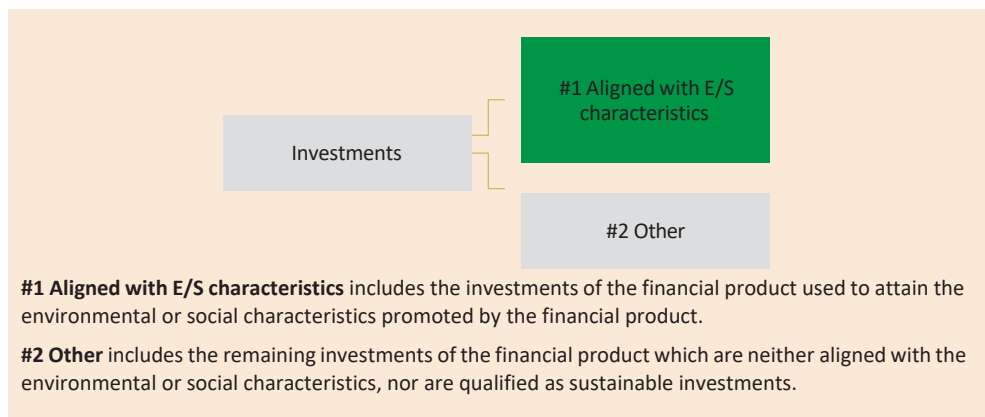 #1 Aligned with E/S
characteristics
Investments
#2 Other
#1 Aligned with E/S characteristics includes the investments of the financial product used to attain the
environmental or social characteristics promoted by the financial product.
#2 Other includes the remaining investments of the financial product which are neither aligned with the
environmental or social characteristics, nor are qualified as sustainable investments.